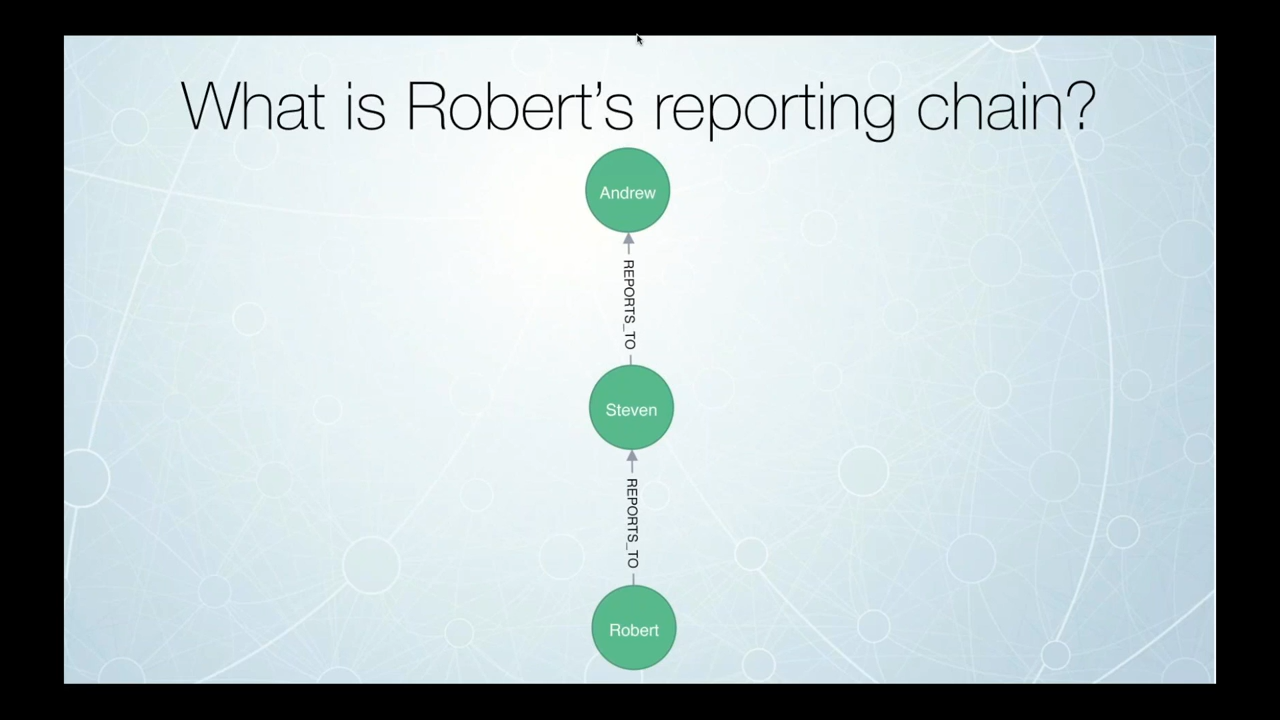 What is Robert’s reporting chain?
Andrew
REPORTS_TO
Steven
REPORTS_TO
Robert